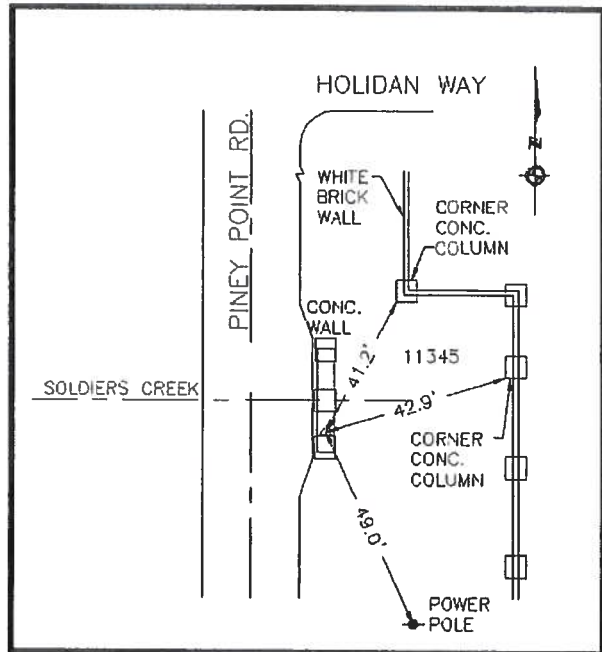 HOLIDAN WAY
PINEY POINT RD.
N
WHITE
BRICK
WALL
CORNER
CONC.
COLUMN
CONC.
WALL
41.2'
11345
SOLDIERS CREEK
42.9'
CORNER
CONC.
COLUMN
49.0'
POWER
POLE